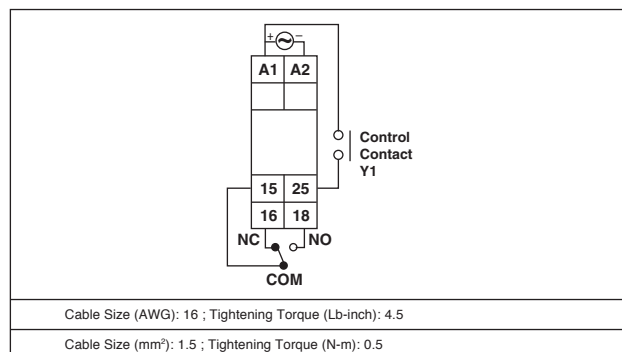 +
A1 A2
Control
Contact
Y1
15 25
16 18
NC NO
COM
Cable Size (AWG): 16 ; Tightening Torque (Lb-inch): 4.5
Cable Size (mm²): 1.5 ; Tightening Torque (N-m): 0.5